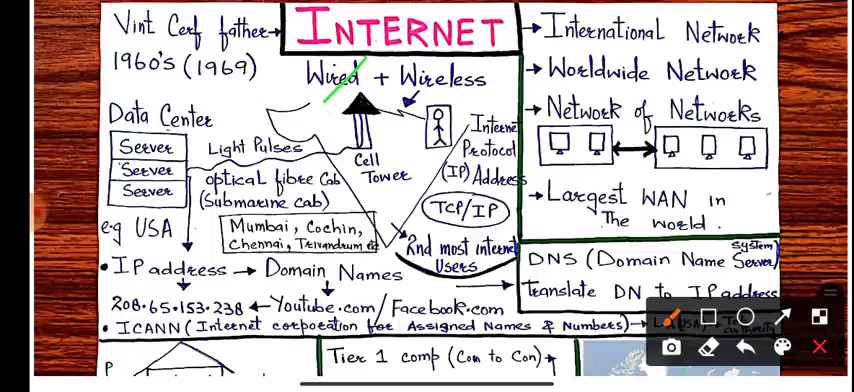 Vint Cerf father
1960's (1969)
INTERNET
Wired + Wireless
Data Center
Server
Server
Server
Light Pulses
optical fibre Cab
(submarine cab)
Cell
Tower
Internet
Protocol
(IP) Address
TCP/IP
e.g USA
Mumbai, Cochin,
Chennai, Trivandrum etc
2nd most internet
Users
• IP address → Domain Names
208.65.153.238 ← Youtube.com/Facebook.com
• ICANN (Internet corporation for Assigned Names & Numbers) →
→ International Network
→ Worldwide Network
→ Network of Networks
→ Largest WAN in
The world.
DNS (Domain Name Server/
system)
Translate DN to IP address
P
Tier 1 comp (Con to Con)